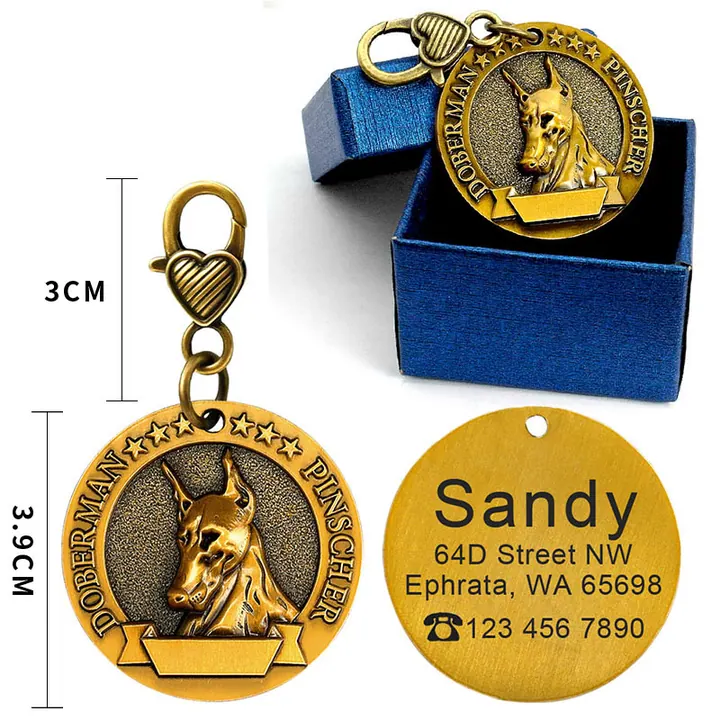 DOBERMAN PINSCHER
3CM
DOBERMAN PINSCHER
3.9CM
Sandy
64D Street NW
Ephrata, WA 65698
☎123 456 7890